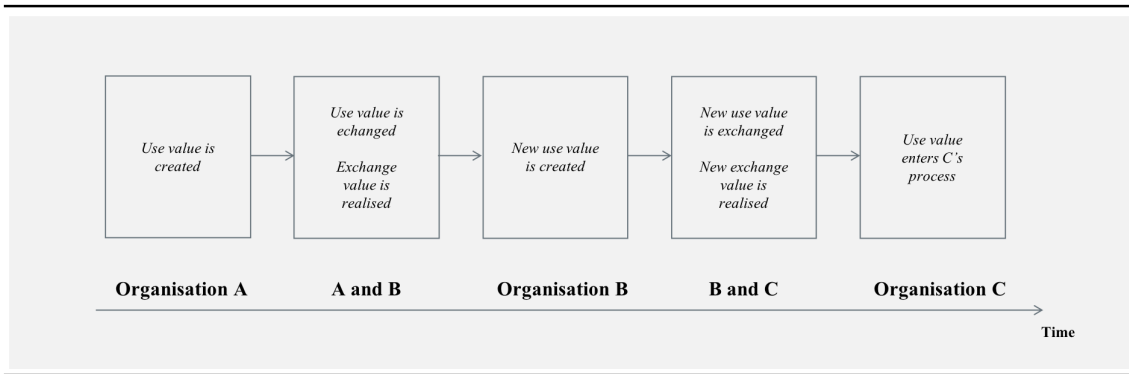 Use value is
created
Use value is
echanged
Exchange
value is
realised
New use value
is created
New use value
is exchanged
New exchange
value is
realised
Use value
enters C's
process
Organisation A
A and B
Organisation B
B and C
Organisation C
Time